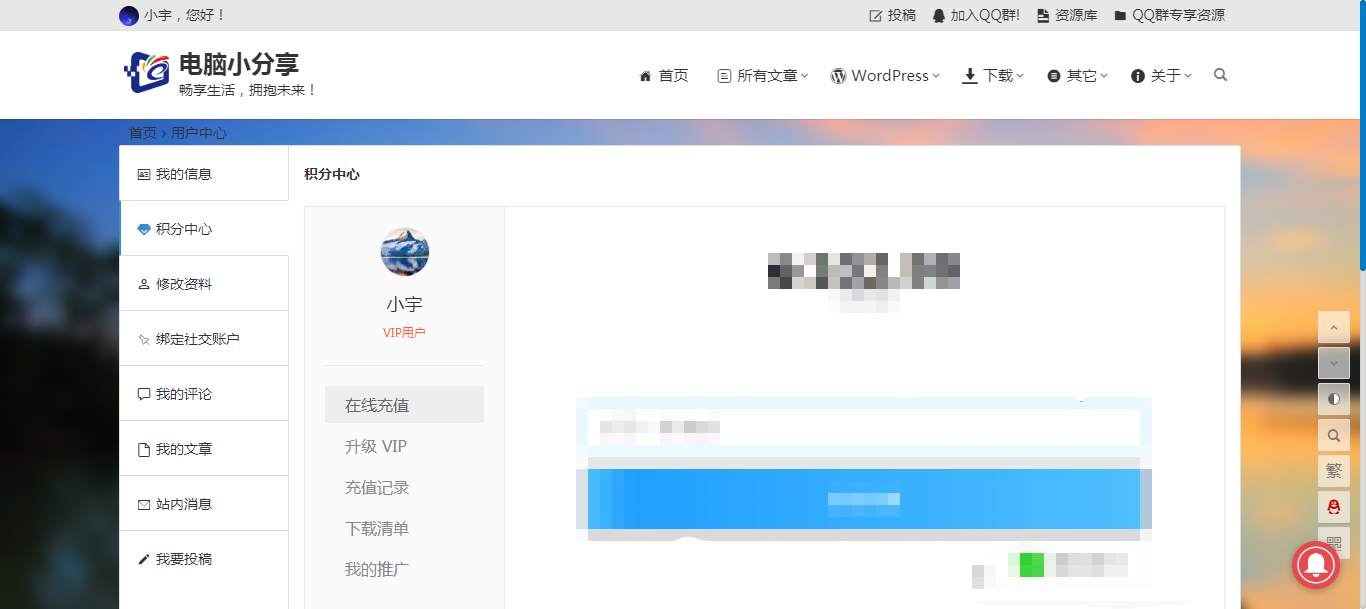 小宇，您好！
投稿 加入QQ群! 资源库 QQ群专享资源
电脑小分享
畅享生活，拥抱未来！
首页 所有文章 WordPress 下载 其它 关于
首页 › 用户中心
我的信息
积分中心
修改资料
绑定社交账户
我的评论
我的文章
站内消息
我要投稿
积分中心
小宇
VIP用户
在线充值
升级 VIP
充值记录
下载清单
我的推广
繁